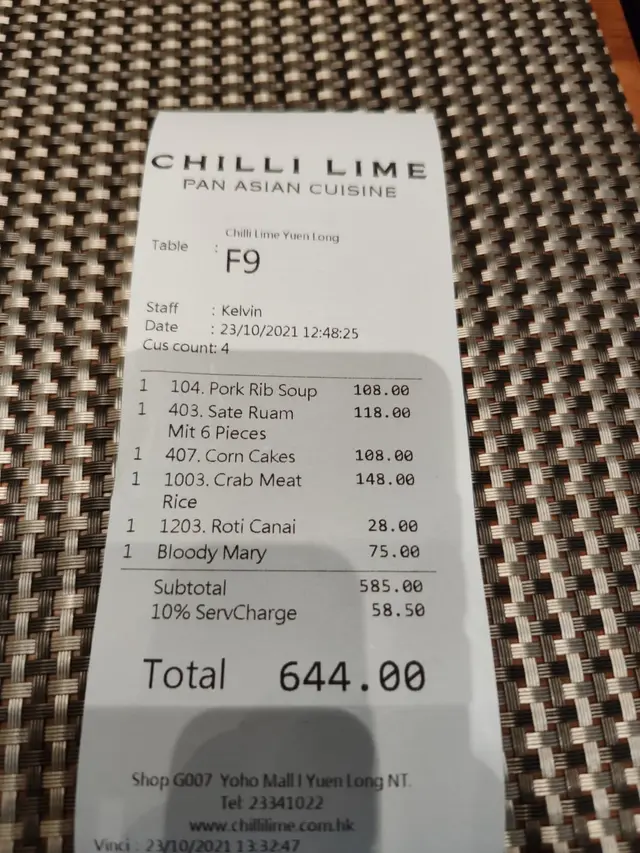 CHILLI LIME
PAN ASIAN CUISINE
Chilli Lime Yuen Long
Table : F9
Staff : Kelvin
Date : 23/10/2021 12:48:25
Cus count: 4
1 104. Pork Rib Soup 108.00
1 403. Sate Ruam 118.00
Mit 6 Pieces
1 407. Corn Cakes 108.00
1 1003. Crab Meat 148.00
Rice
1 1203. Roti Canai 28.00
1 Bloody Mary 75.00
Subtotal 585.00
10% ServCharge 58.50
Total 644.00
Shop G007 Yoho Mall I Yuen Long NT.
Tel: 23341022
www.chillilime.com.hk
Vinci : 23/10/2021 13:32:47